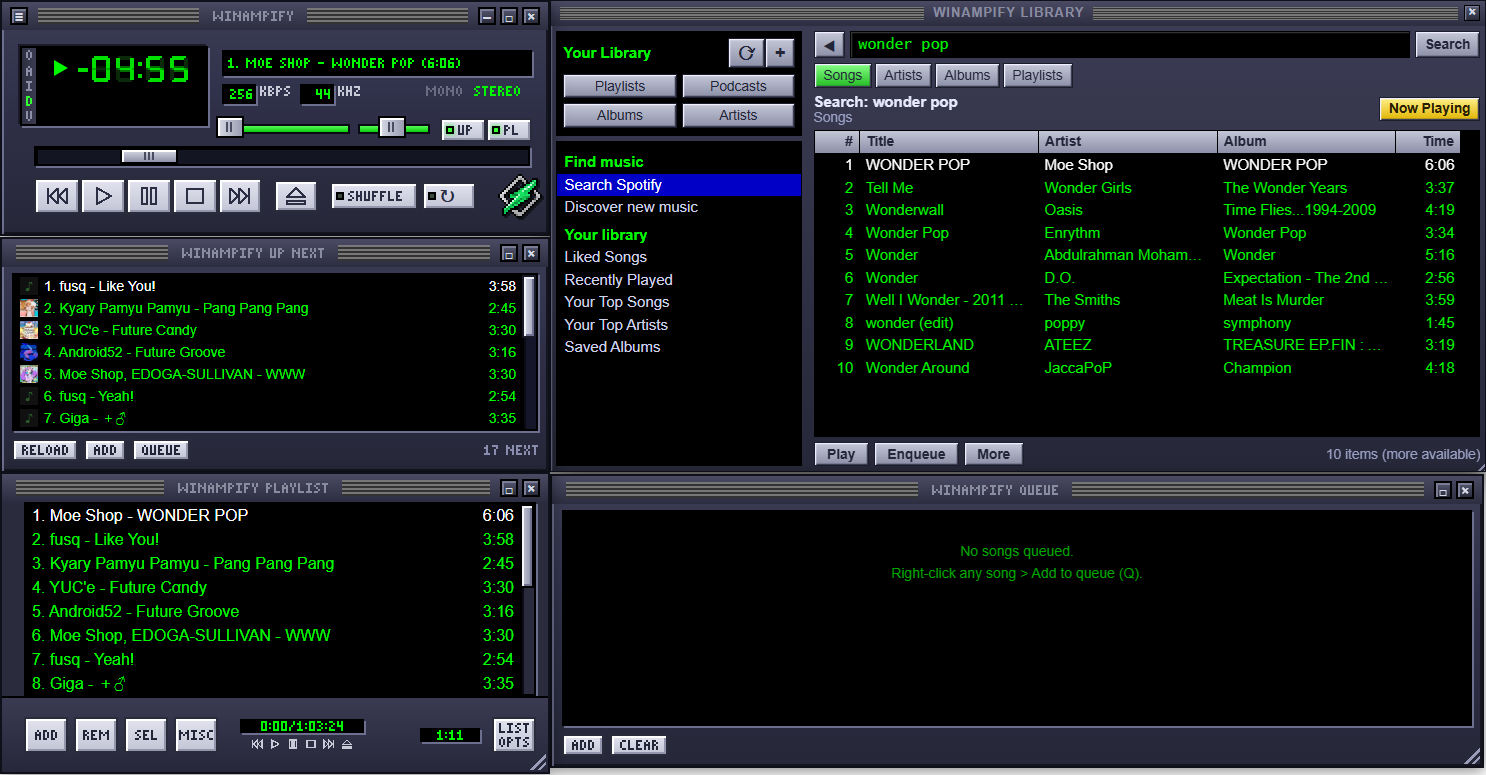 WINAMPIFY
O
A
I
D
V
-04:55
1. MOE SHOP - WONDER POP (6:06)
256 KBPS 44 KHZ MONO STEREO
UP PL
SHUFFLE
WINAMPIFY UP NEXT
1. fusq - Like You! 3:58
2. Kyary Pamyu Pamyu - Pang Pang Pang 2:45
3. YUC'e - Future Cαndy 3:30
4. Android52 - Future Groove 3:16
5. Moe Shop, EDOGA-SULLIVAN - WWW 3:30
6. fusq - Yeah! 2:54
7. Giga - +♂ 3:35
RELOAD ADD QUEUE 17 NEXT
WINAMPIFY PLAYLIST
1. Moe Shop - WONDER POP 6:06
2. fusq - Like You! 3:58
3. Kyary Pamyu Pamyu - Pang Pang Pang 2:45
4. YUC'e - Future Cαndy 3:30
5. Android52 - Future Groove 3:16
6. Moe Shop, EDOGA-SULLIVAN - WWW 3:30
7. fusq - Yeah! 2:54
8. Giga - +♂ 3:35
ADD REM SEL MISC 0:00/1:03:24 1:11 LIST OPTS
WINAMPIFY LIBRARY
Your Library +
Playlists Podcasts
Albums Artists
Find music
Search Spotify
Discover new music
Your library
Liked Songs
Recently Played
Your Top Songs
Your Top Artists
Saved Albums
wonder pop Search
Songs Artists Albums Playlists
Search: wonder pop
Songs
Now Playing
# Title Artist Album Time
1 WONDER POP Moe Shop WONDER POP 6:06
2 Tell Me Wonder Girls The Wonder Years 3:37
3 Wonderwall Oasis Time Flies...1994-2009 4:19
4 Wonder Pop Enrythm Wonder Pop 3:34
5 Wonder Abdulrahman Moham... Wonder 5:16
6 Wonder D.O. Expectation - The 2nd ... 2:56
7 Well I Wonder - 2011 ... The Smiths Meat Is Murder 3:59
8 wonder (edit) poppy symphony 1:45
9 WONDERLAND ATEEZ TREASURE EP.FIN : ... 3:19
10 Wonder Around JaccaPoP Champion 4:18
Play Enqueue More 10 items (more available)
WINAMPIFY QUEUE
No songs queued.
Right-click any song > Add to queue (Q).
ADD CLEAR